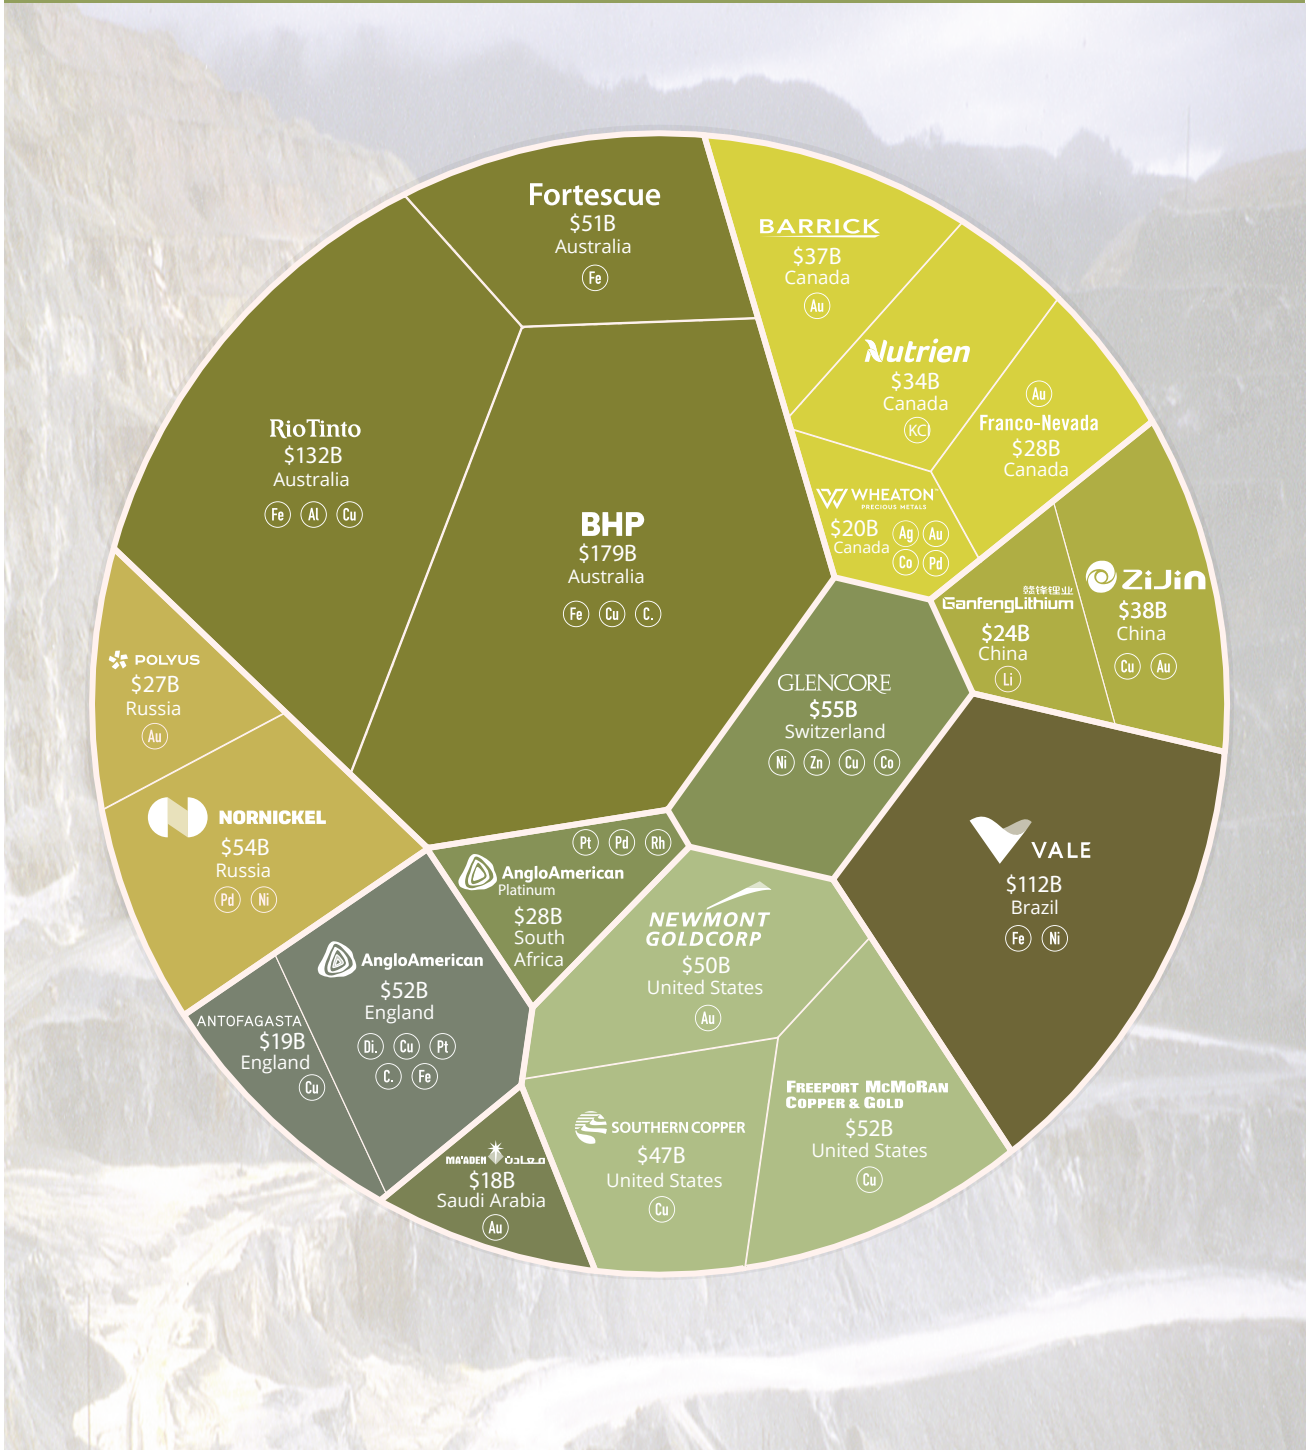 Fortescue
$51B
Australia
Fe
BARRICK
$37B
Canada
Au
Nutrien
$34B
Canada
KCl
Au
Franco-Nevada
$28B
Canada
RioTinto
$132B
Australia
Fe Al Cu
BHP
$179B
Australia
Fe Cu C.
WHEATON™
PRECIOUS METALS
$20B
Canada
Ag Au
Co Pd
赣锋锂业
GanfengLithium
$24B
China
Li
ZiJin
$38B
China
Cu Au
POLYUS
$27B
Russia
Au
GLENCORE
$55B
Switzerland
Ni Zn Cu Co
NORNICKEL
$54B
Russia
Pd Ni
Pt Pd Rh
AngloAmerican
Platinum
$28B
South
Africa
VALE
$112B
Brazil
Fe Ni
NEWMONT
GOLDCORP
$50B
United States
Au
AngloAmerican
$52B
England
Di. Cu Pt
C. Fe
ANTOFAGASTA
$19B
England
Cu
FREEPORT MCMORAN
COPPER & GOLD
$52B
United States
Cu
SOUTHERN COPPER
$47B
United States
Cu
MA'ADEN معادن
$18B
Saudi Arabia
Au